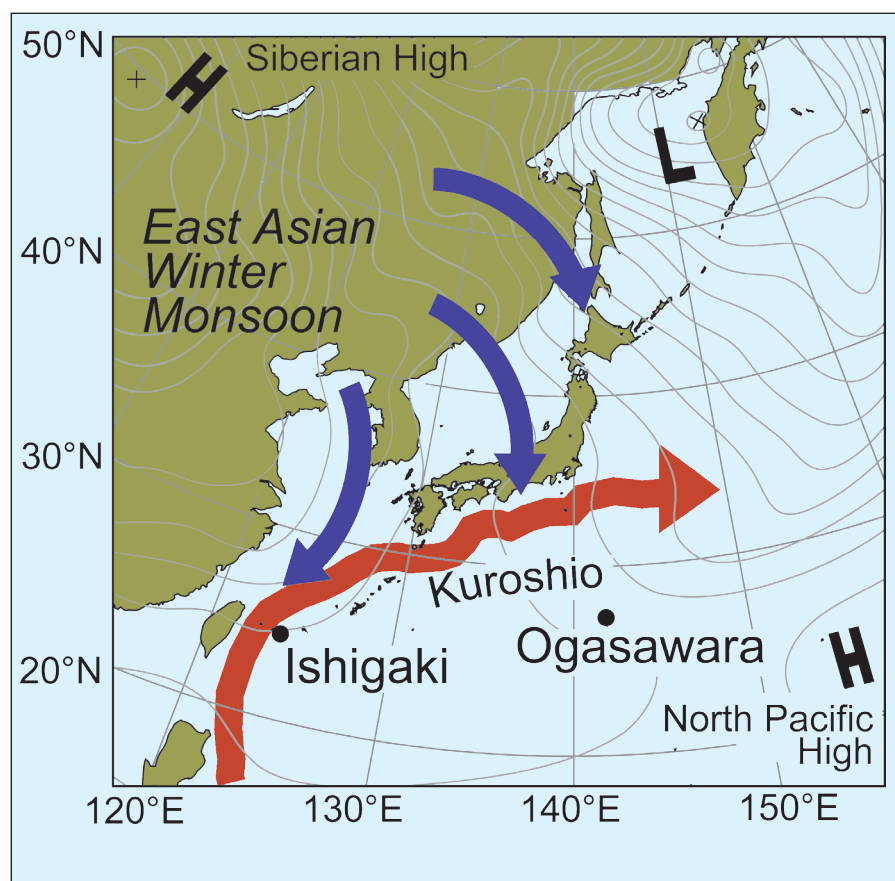 50°N
H
Siberian High
L
East Asian
Winter
Monsoon
40°N
30°N
Kuroshio
Ishigaki
Ogasawara
H
20°N
North Pacific
High
120°E
130°E
140°E
150°E